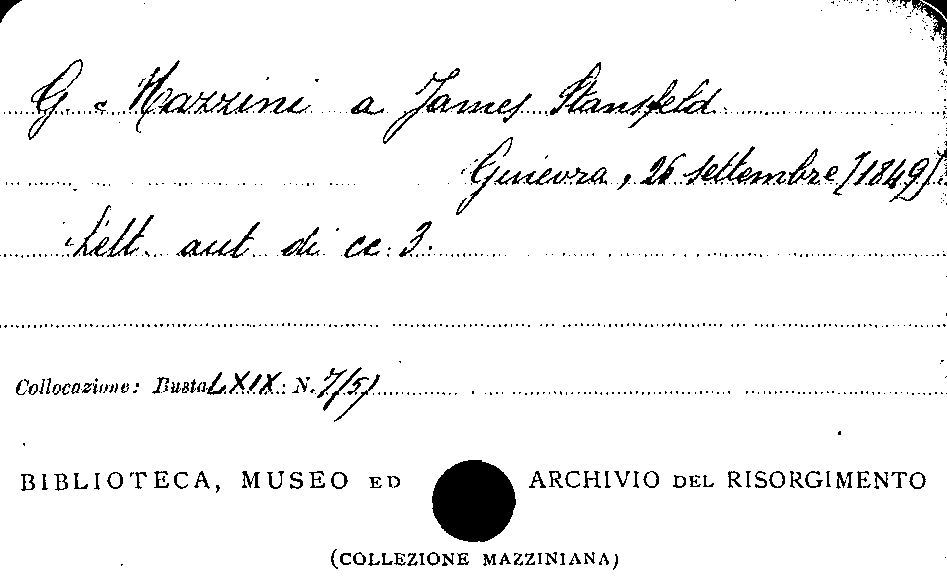 G. Mazzini a James Stansfeld
Ginevra, 26 settembre [1849]
Lett. aut. di cc. 3.
Collocazione: Busta LXIX: N. 7/51
BIBLIOTECA, MUSEO ED ARCHIVIO DEL RISORGIMENTO
(COLLEZIONE MAZZINIANA)